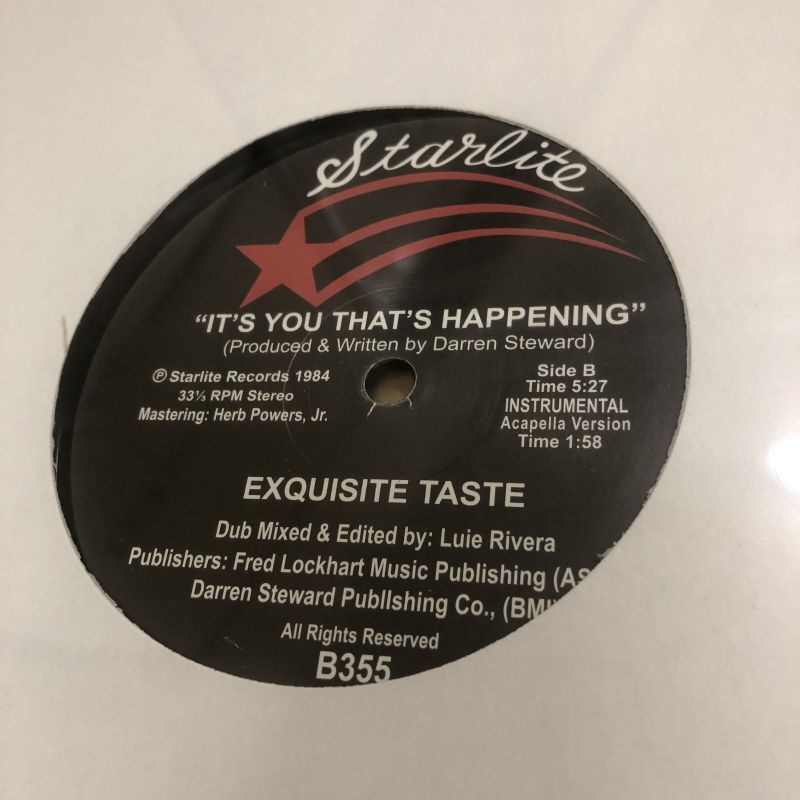 Starlite
"IT'S YOU THAT'S HAPPENING"
(Produced & Written by Darren Steward)
℗ Starlite Records 1984
33⅓ RPM Stereo
Mastering: Herb Powers, Jr.
Side B
Time 5:27
INSTRUMENTAL
Acapella Version
Time 1:58
EXQUISITE TASTE
Dub Mixed & Edited by: Luie Rivera
Publishers: Fred Lockhart Music Publishing (AS
Darren Steward Publlshing Co., (BMI
All Rights Reserved
B355